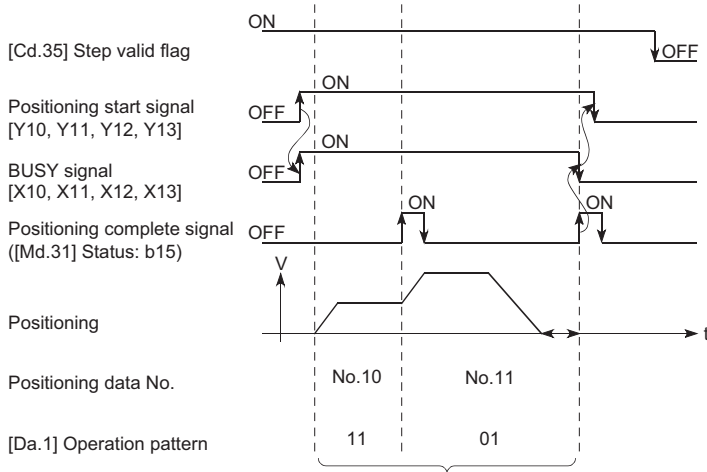 ON
[Cd.35] Step valid flag
OFF
ON
Positioning start signal
[Y10, Y11, Y12, Y13]
OFF
ON
BUSY signal
[X10, X11, X12, X13]
OFF
ON
ON
Positioning complete signal
([Md.31] Status: b15)
OFF
V
Positioning
t
Positioning data No.
No.10
No.11
[Da.1] Operation pattern
11
01